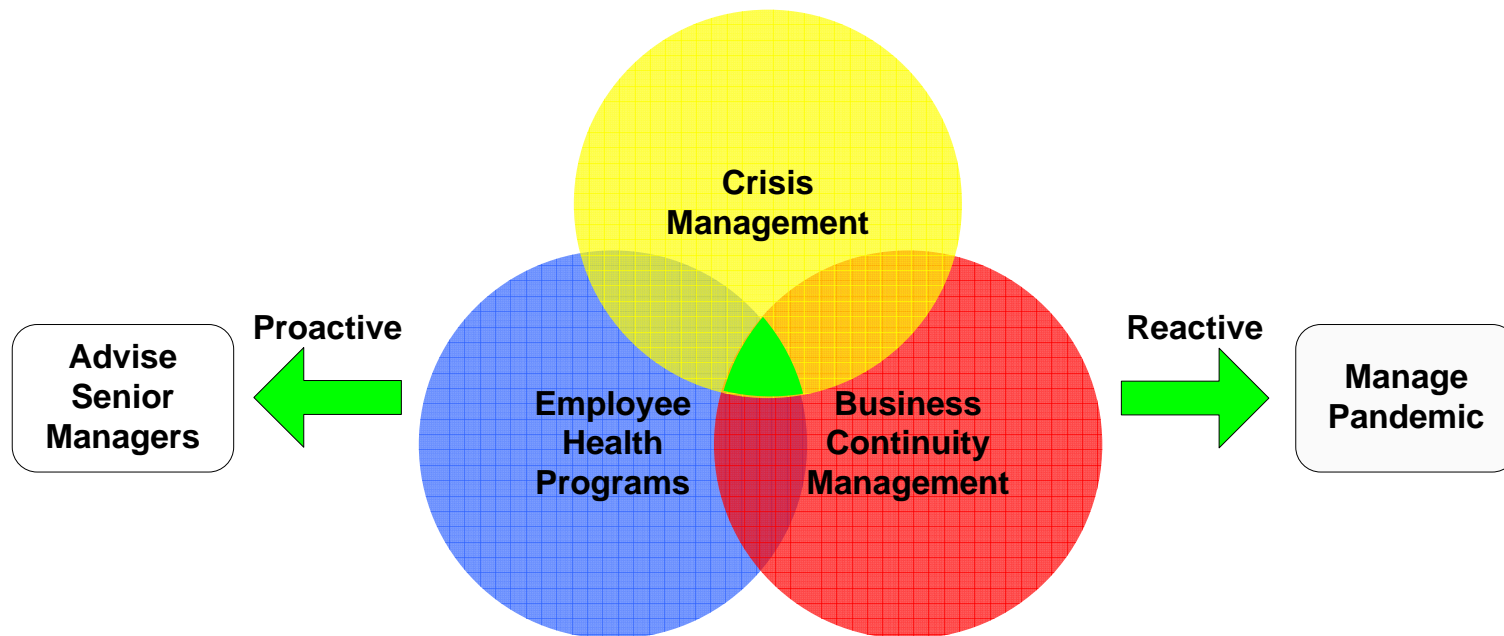 Crisis
Management
Proactive
Advise
Senior
Managers
Employee
Health
Programs
Business
Continuity
Management
Reactive
Manage
Pandemic